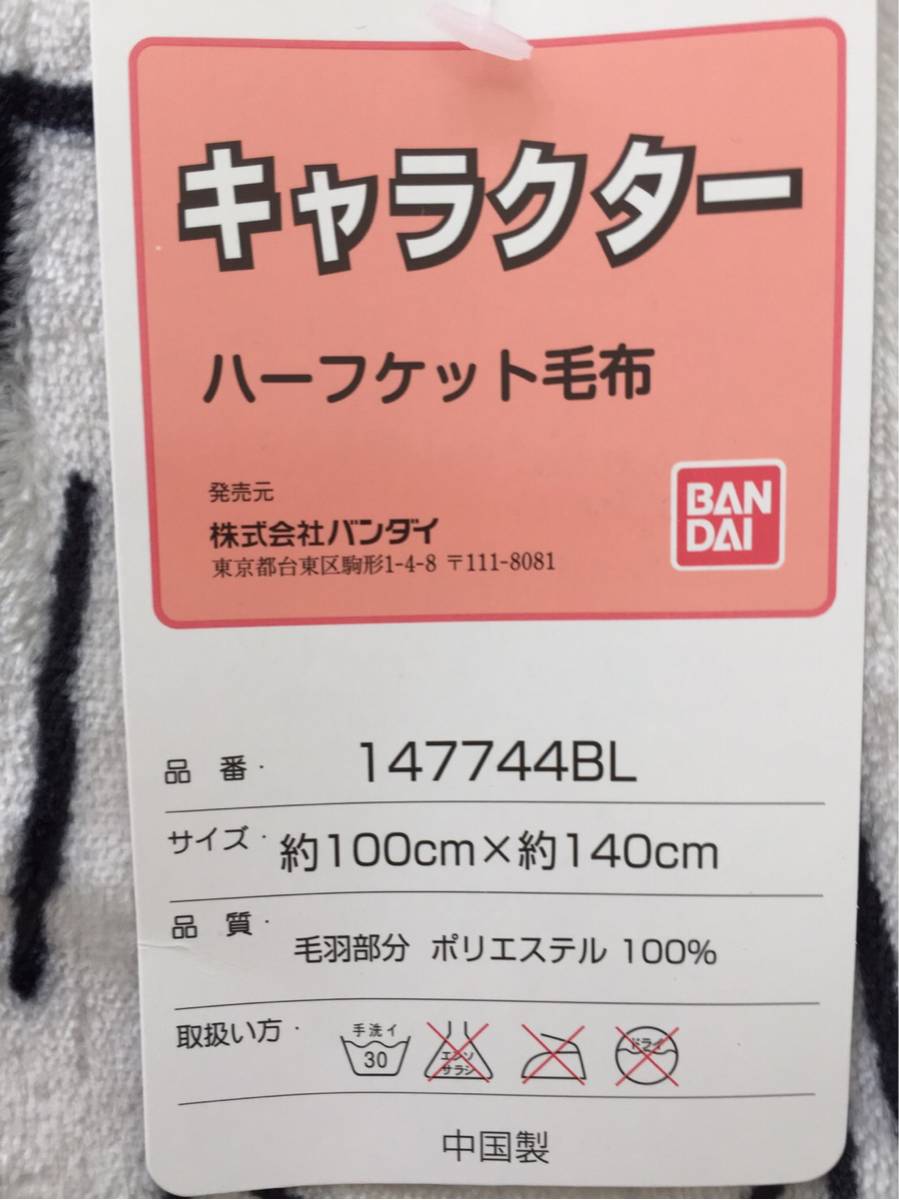 キャラクター
ハーフケット毛布
発売元
株式会社バンダイ
東京都台東区駒形1-4-8 〒111-8081
BAN
DAI
品 番・ 147744BL
サイズ・ 約100cm×約140cm
品 質・ 毛羽部分 ポリエステル 100%
取扱い方・ 手洗イ 30 エンソサラシ ドライ
中国製